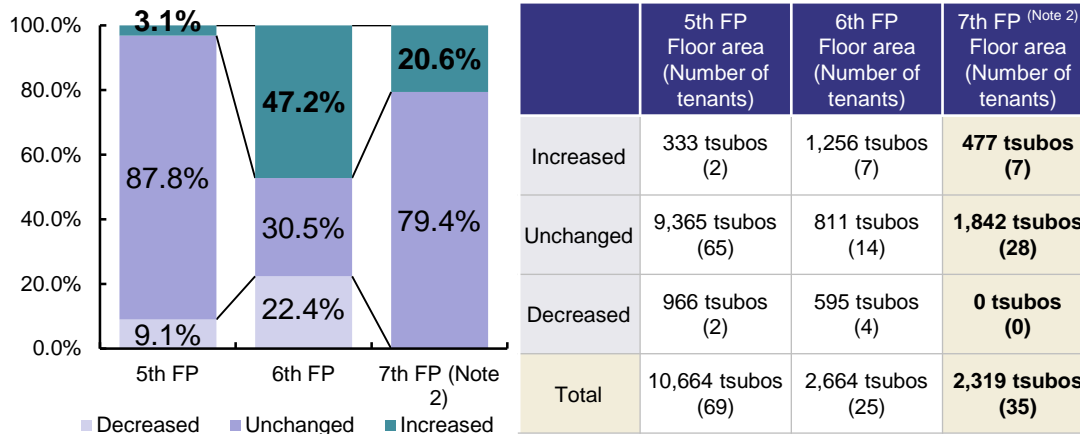 100.0%
80.0%
60.0%
40.0%
20.0%
0.0%
3.1%
87.8%
9.1%
47.2%
30.5%
22.4%
20.6%
79.4%
5th FP
6th FP
7th FP (Note
2)
Decreased Unchanged Increased
5th FP
Floor area
(Number of
tenants)
6th FP
Floor area
(Number of
tenants)
7th FP (Note 2)
Floor area
(Number of
tenants)
Increased
333 tsubos
(2)
1,256 tsubos
(7)
477 tsubos
(7)
Unchanged
9,365 tsubos
(65)
811 tsubos
(14)
1,842 tsubos
(28)
Decreased
966 tsubos
(2)
595 tsubos
(4)
0 tsubos
(0)
Total
10,664 tsubos
(69)
2,664 tsubos
(25)
2,319 tsubos
(35)